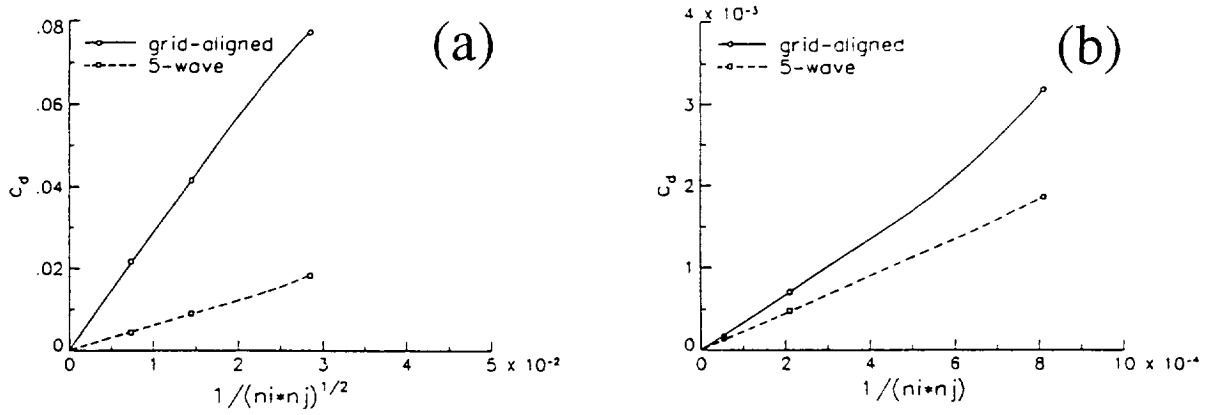 (a)
.08
grid-aligned
5-wave
.06
C_d
.04
.02
0
0 1 2 3 4 5 × 10⁻²
1/(ni*nj)^1/2
(b)
4 × 10⁻³
grid-aligned
5-wave
3
C_d
2
1
0
0 2 4 6 8 10 × 10⁻⁴
1/(ni*nj)